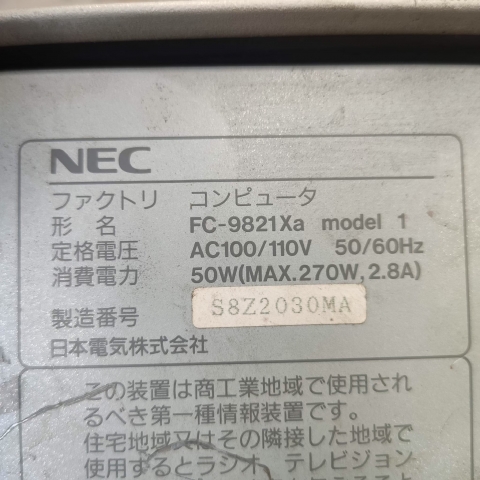 NEC
ファクトリ コンピュータ
形 名 FC-9821Xa model 1
定格電圧 AC100/110V 50/60Hz
消費電力 50W(MAX.270W,2.8A)
製造番号 S8Z2030MA
日本電気株式会社
この装置は商工業地域で使用され
るべき第一種情報装置です。
住宅地域又はその隣接した地域で
使用するとラジオ、テレビジョン